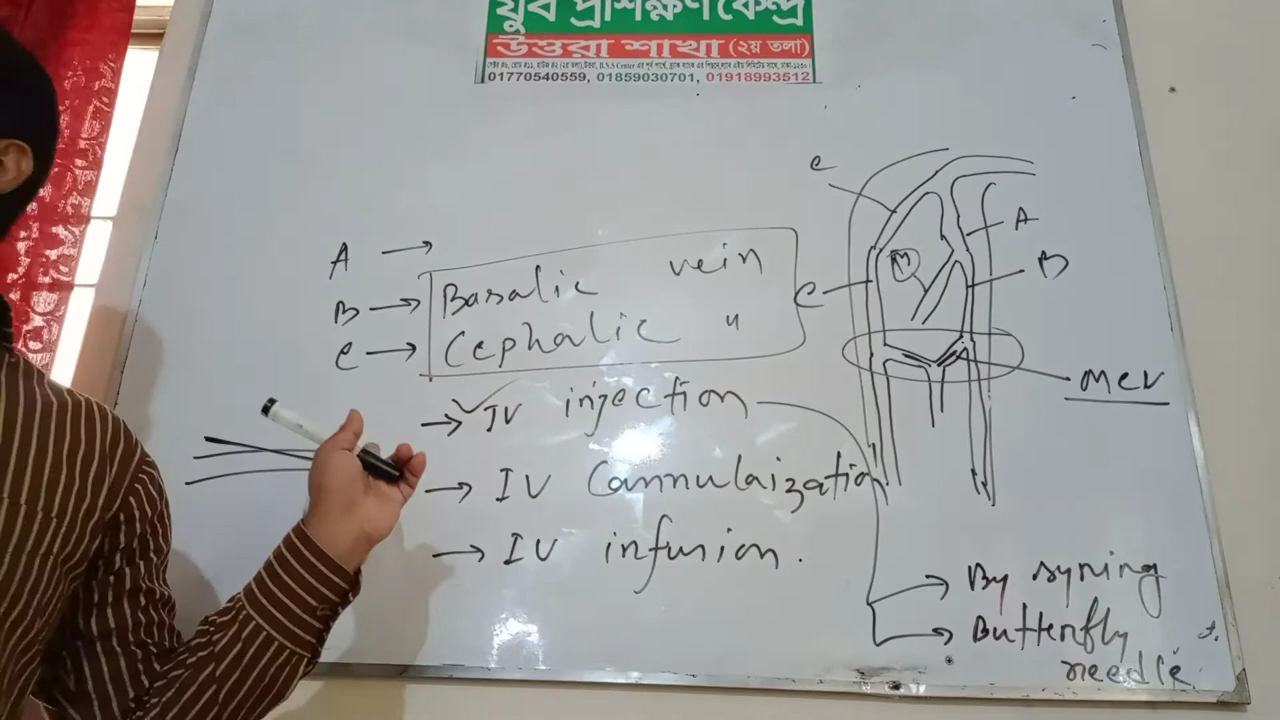 যুব প্রশিক্ষণ কেন্দ্র
উত্তরা শাখা (২য় তলা)
01770540559, 01859030701, 01918993512
A →
B → Basalic vein
C → Cephalic "
→ ✓ IV injection
→ IV Cannulaization
→ IV infusion.
→ By syring
→ Butterfly
needle
C
A
M
B
C
MCV